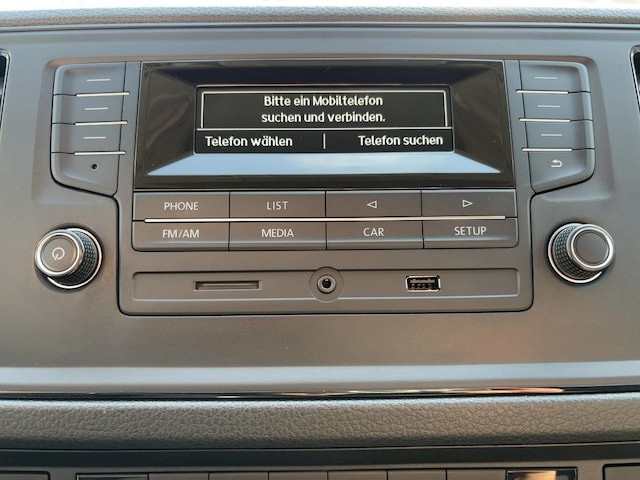 Bitte ein Mobiltelefon
suchen und verbinden.
Telefon wählen | Telefon suchen
PHONE LIST
FM/AM MEDIA CAR SETUP